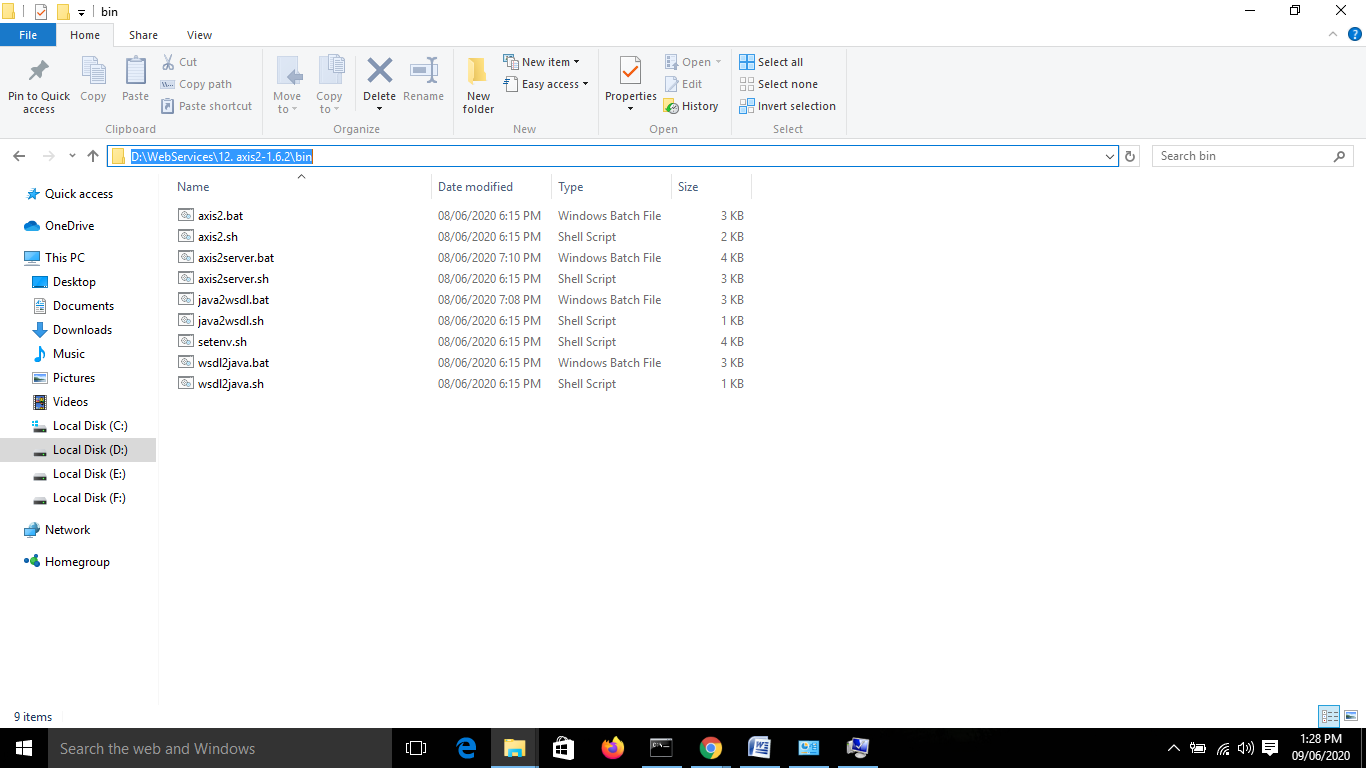 bin
File Home Share View
Pin to Quick access
Copy
Paste
Cut
Copy path
Paste shortcut
Clipboard
Move to
Copy to
Delete
Rename
Organize
New folder
New item
Easy access
New
Properties
Open
Edit
History
Open
Select all
Select none
Invert selection
Select
D:\WebServices\12. axis2-1.6.2\bin
Search bin
Quick access
OneDrive
This PC
Desktop
Documents
Downloads
Music
Pictures
Videos
Local Disk (C:)
Local Disk (D:)
Local Disk (E:)
Local Disk (F:)
Network
Homegroup
Name Date modified Type Size
axis2.bat 08/06/2020 6:15 PM Windows Batch File 3 KB
axis2.sh 08/06/2020 6:15 PM Shell Script 2 KB
axis2server.bat 08/06/2020 7:10 PM Windows Batch File 4 KB
axis2server.sh 08/06/2020 6:15 PM Shell Script 3 KB
java2wsdl.bat 08/06/2020 7:08 PM Windows Batch File 3 KB
java2wsdl.sh 08/06/2020 6:15 PM Shell Script 1 KB
setenv.sh 08/06/2020 6:15 PM Shell Script 4 KB
wsdl2java.bat 08/06/2020 6:15 PM Windows Batch File 3 KB
wsdl2java.sh 08/06/2020 6:15 PM Shell Script 1 KB
9 items
Search the web and Windows
1:28 PM
09/06/2020